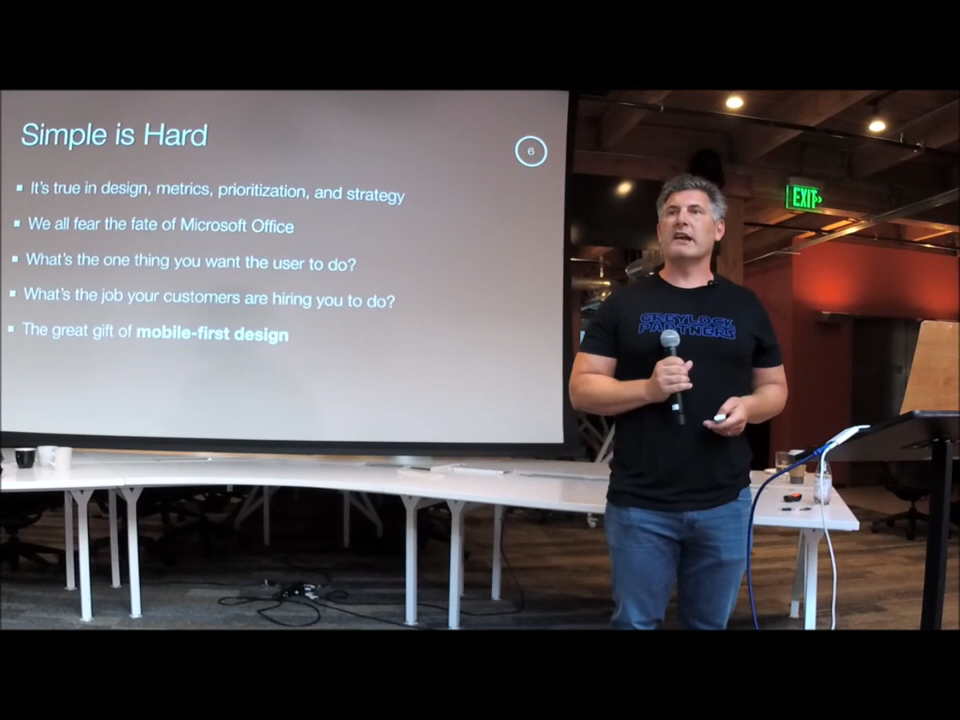 Simple is Hard
6
It's true in design, metrics, prioritization, and strategy
We all fear the fate of Microsoft Office
What's the one thing you want the user to do?
What's the job your customers are hiring you to do?
The great gift of mobile-first design
EXIT
GREYLOCK
PARTNERS